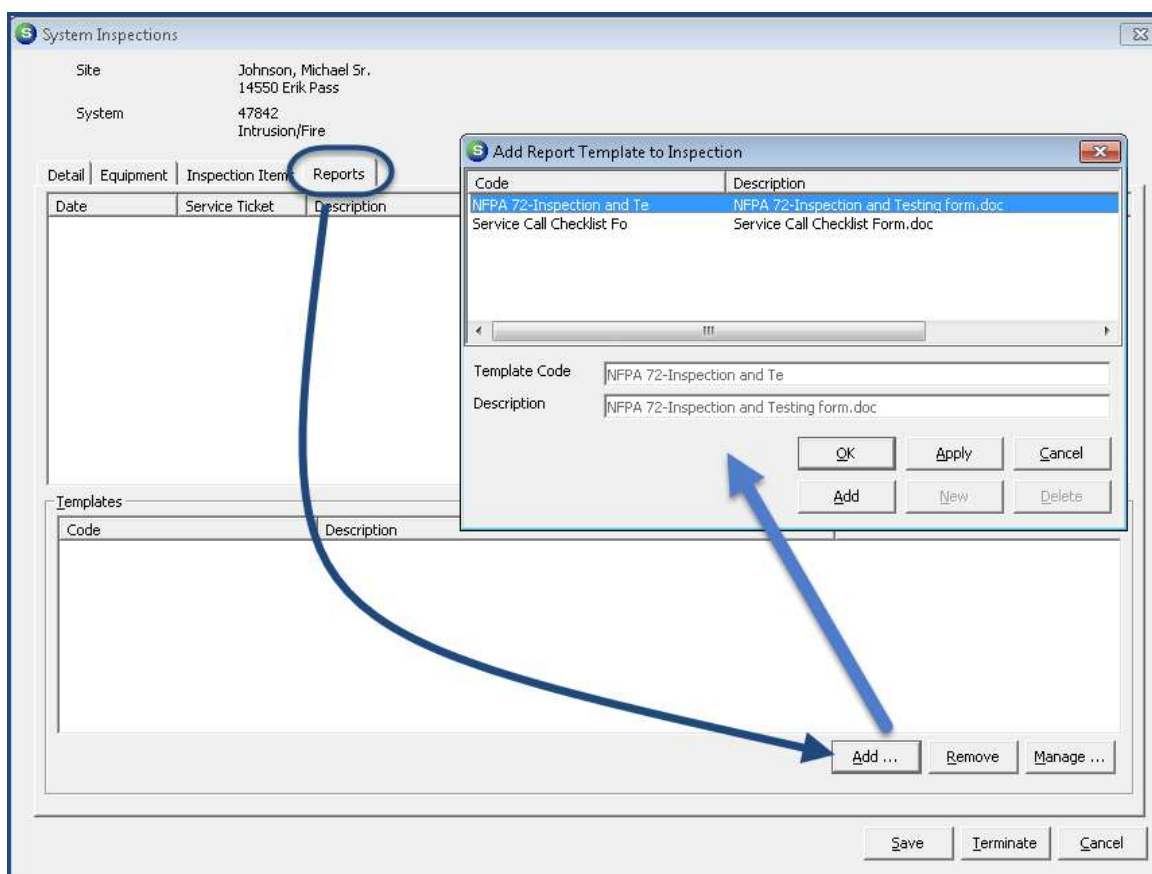 System Inspections
Site Johnson, Michael Sr.
14550 Erik Pass
System 47842
Intrusion/Fire
Detail Equipment Inspection Items Reports
Date Service Ticket Description
Add Report Template to Inspection
Code Description
NFPA 72-Inspection and Te NFPA 72-Inspection and Testing form.doc
Service Call Checklist Fo Service Call Checklist Form.doc
Template Code NFPA 72-Inspection and Te
Description NFPA 72-Inspection and Testing form.doc
OK Apply Cancel
Add New Delete
Templates
Code Description
Add ... Remove Manage ...
Save Terminate Cancel